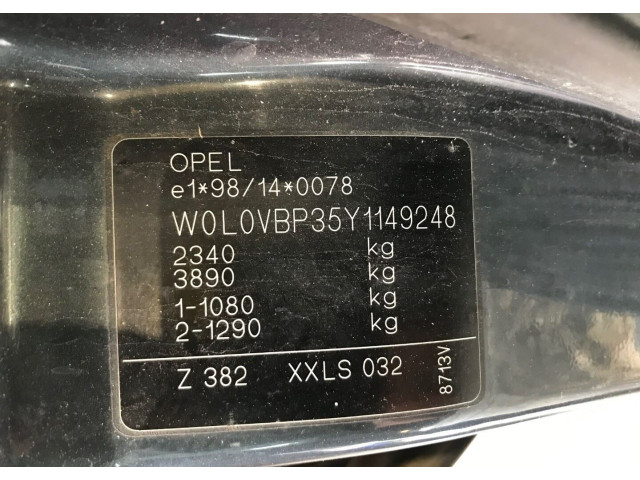 OPEL
e1*98/14*0078
W0L0VBP35Y1149248
2340 kg
3890 kg
1-1080 kg
2-1290 kg
Z 382 XXLS 032
8713V